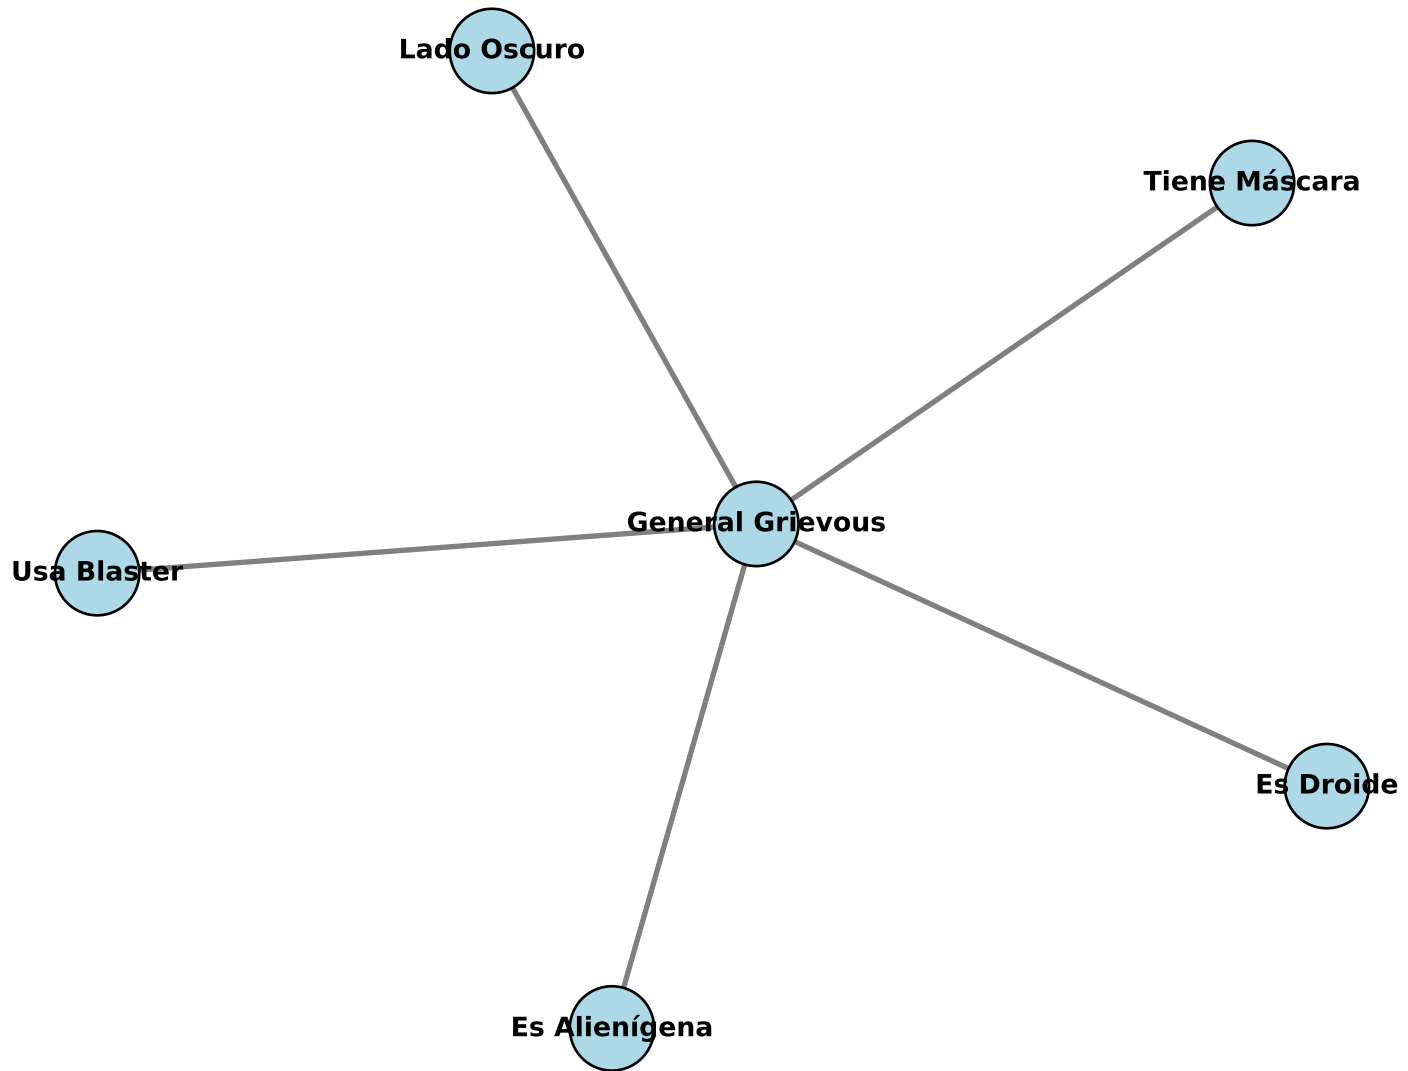 Lado Oscuro
Tiene Máscara
General Grievous
Usa Blaster
Es Droide
Es Alienígena